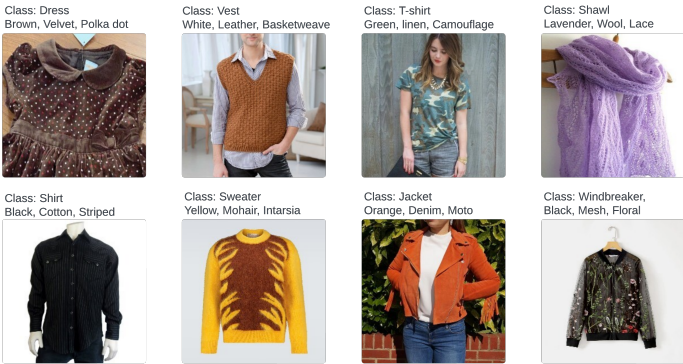 Class: Dress
Brown, Velvet, Polka dot
Class: Vest
White, Leather, Basketweave
Class: T-shirt
Green, linen, Camouflage
Class: Shawl
Lavender, Wool, Lace
Class: Shirt
Black, Cotton, Striped
Class: Sweater
Yellow, Mohair, Intarsia
Class: Jacket
Orange, Denim, Moto
Class: Windbreaker,
Black, Mesh, Floral